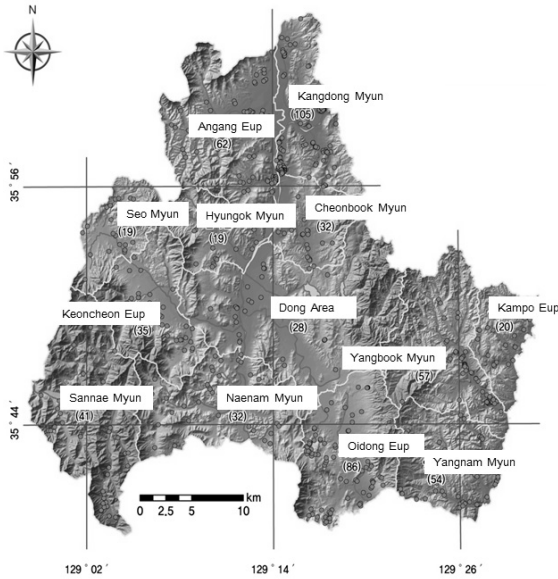 N
Kangdong Myun
(105)
Angang Eup
(62)
35° 56´
Seo Myun
(19)
Hyungok Myun
(19)
Cheonbook Myun
(32)
Keoncheon Eup
(35)
Dong Area
(28)
Kampo Eup
(20)
Yangbook Myun
(57)
Sannae Myun
(41)
Naenam Myun
(32)
35° 44´
Oidong Eup
(86)
Yangnam Myun
(54)
km
0 2.5 5 10
129° 02´ 129° 14´ 129° 26´